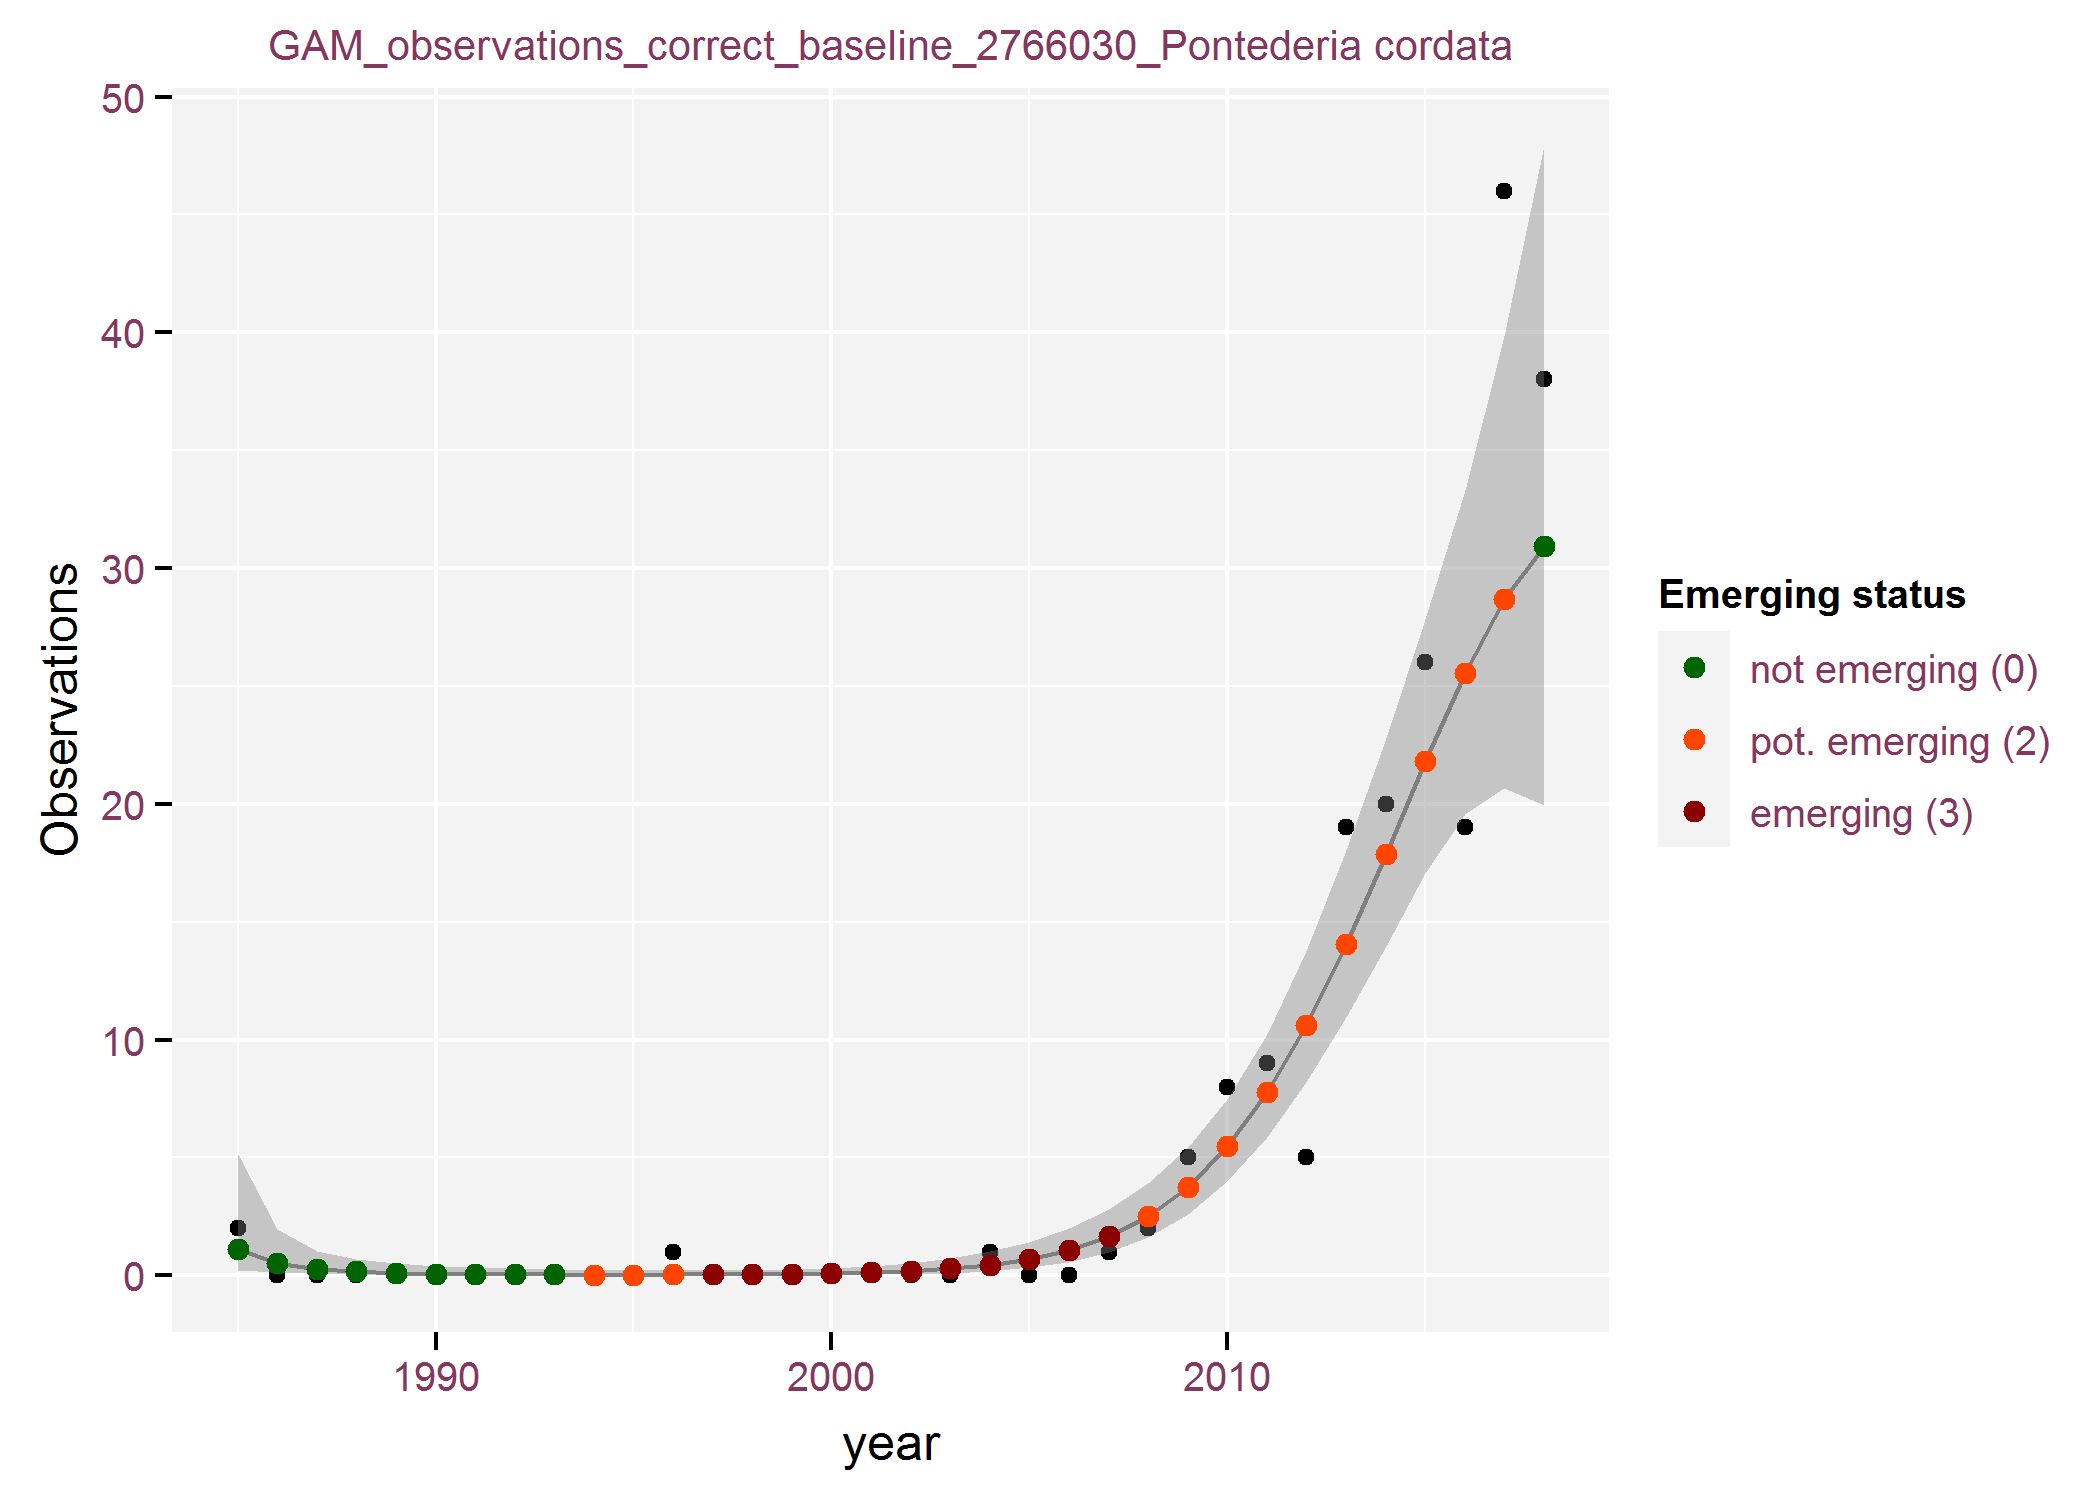 GAM_observations_correct_baseline_2766030_Pontederia cordata
50
40
30
20
10
0
Observations
1990
2000
2010
year
Emerging status
not emerging (0)
pot. emerging (2)
emerging (3)